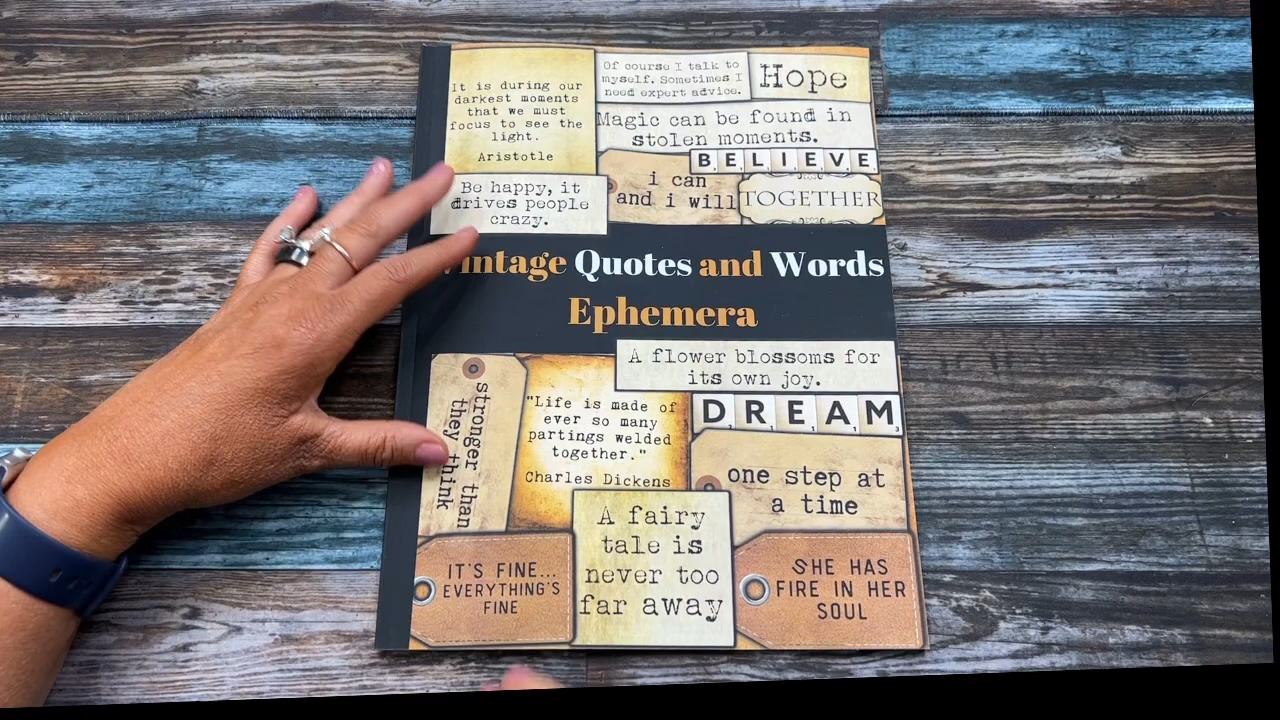 It is during our
darkest moments
that we must
focus to see the
light.
Aristotle
Of course I talk to
myself. Sometimes I
need expert advice.
Hope
Magic can be found in
stolen moments.
BELIEVE
i can
and i will
TOGETHER
Be happy, it
drives people
crazy.
Vintage Quotes and Words
Ephemera
A flower blossoms for
its own joy.
stronger than
they think
"Life is made of
ever so many
partings welded
together."
Charles Dickens
DREAM
one step at
a time
A fairy
tale is
never too
far away
IT'S FINE...
EVERYTHING'S
FINE
SHE HAS
FIRE IN HER
SOUL